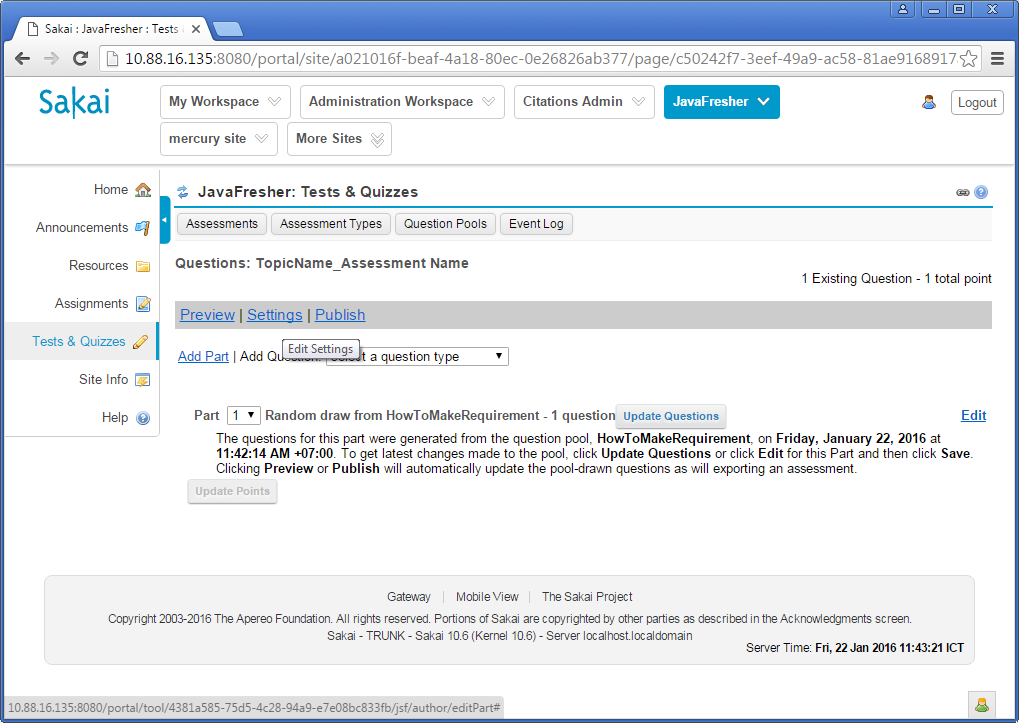 Sakai : JavaFresher : Tests
10.88.16.135:8080/portal/site/a021016f-beaf-4a18-80ec-0e26826ab377/page/c50242f7-3eef-49a9-ac58-81ae9168917
Sakai
My Workspace
Administration Workspace
Citations Admin
JavaFresher
Logout
mercury site
More Sites
Home
Announcements
Resources
Assignments
Tests & Quizzes
Site Info
Help
JavaFresher: Tests & Quizzes
Assessments
Assessment Types
Question Pools
Event Log
Questions: TopicName_Assessment Name
1 Existing Question - 1 total point
Preview | Settings | Publish
Edit Settings
Add Part | Add Question: a question type
Part 1 Random draw from HowToMakeRequirement - 1 question Update Questions Edit
The questions for this part were generated from the question pool, HowToMakeRequirement, on Friday, January 22, 2016 at
11:42:14 AM +07:00. To get latest changes made to the pool, click Update Questions or click Edit for this Part and then click Save.
Clicking Preview or Publish will automatically update the pool-drawn questions as will exporting an assessment.
Update Points
Gateway | Mobile View | The Sakai Project
Copyright 2003-2016 The Apereo Foundation. All rights reserved. Portions of Sakai are copyrighted by other parties as described in the Acknowledgments screen.
Sakai - TRUNK - Sakai 10.6 (Kernel 10.6) - Server localhost.localdomain
Server Time: Fri, 22 Jan 2016 11:43:21 ICT
10.88.16.135:8080/portal/tool/4381a585-75d5-4c28-94a9-e7e08bc833fb/jsf/author/editPart#